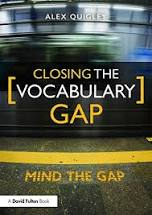 ALEX QUIGLEY
CLOSING THE
[VOCABULARY]
GAP
MIND THE GAP
A David Fulton Book